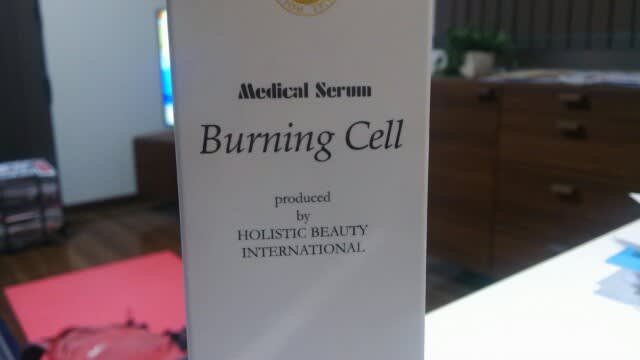 Medical Serum
Burning Cell
produced
by
HOLISTIC BEAUTY
INTERNATIONAL